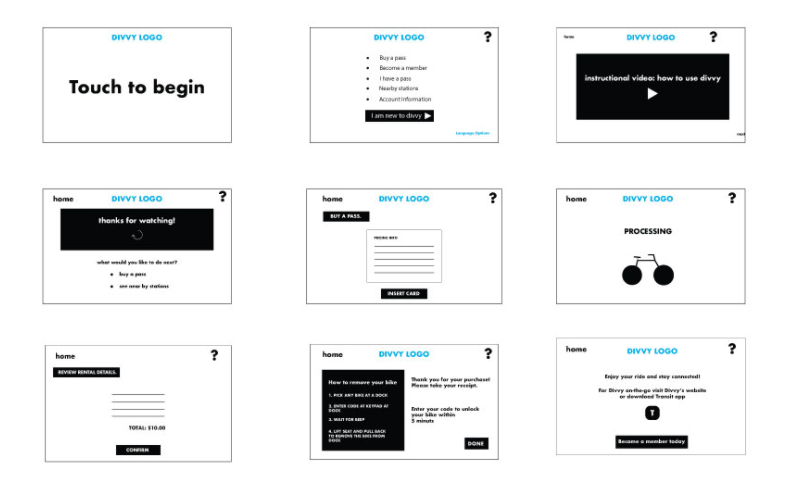 DIVVY LOGO
Touch to begin
DIVVY LOGO
?
Buy a pass
Become a member
I have a pass
Nearby stations
Account Information
I am new to divvy
Language Options
home
DIVVY LOGO
?
instructional video: how to use divvy
next
home
DIVVY LOGO
?
thanks for watching!
what would you like to do next?
buy a pass
see near by stations
home
DIVVY LOGO
?
BUY A PASS.
PRICING INFO
INSERT CARD
home
DIVVY LOGO
?
PROCESSING
home
?
REVIEW RENTAL DETAILS.
TOTAL: $10.00
CONFIRM
home
DIVVY LOGO
?
How to remove your bike
1. PICK ANY BIKE AT A DOCK
2. ENTER CODE AT KEYPAD AT
DOCK
3. WAIT FOR BEEP
4. LIFT SEAT AND PULL BACK
TO REMOVE THE BIKE FROM
DOCK
Thank you for your purchase!
Please take your receipt.
Enter your code to unlock
your bike within
5 minuts
DONE
home
DIVVY LOGO
?
Enjoy your ride and stay connected!
For Divvy on-the-go visit Divvy's website
or download Transit app
T
Become a member today